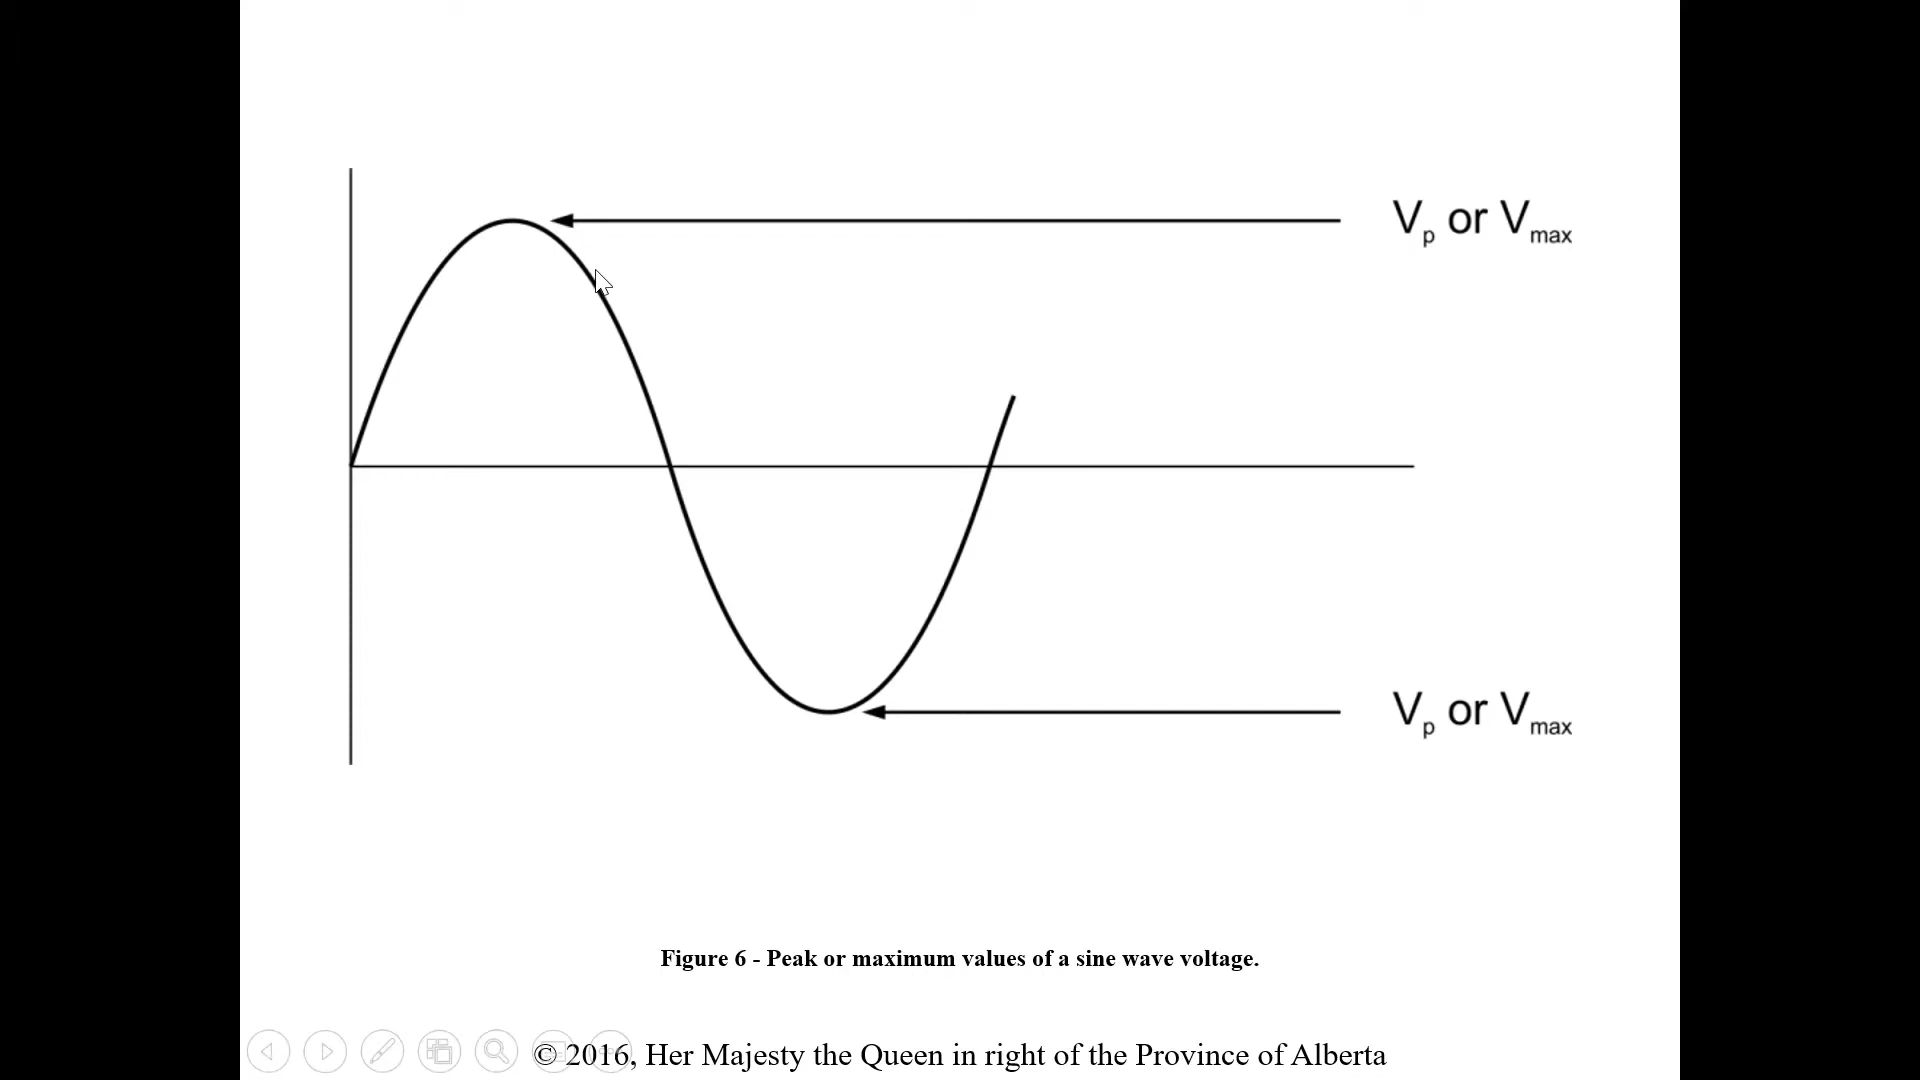 Vp or Vmax
Vp or Vmax
Figure 6 - Peak or maximum values of a sine wave voltage.
© 2016, Her Majesty the Queen in right of the Province of Alberta